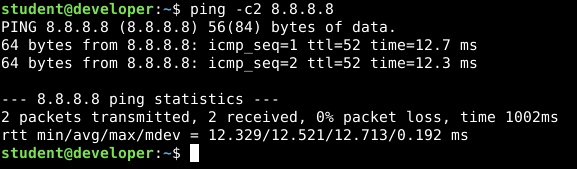 student@developer:~$ ping -c2 8.8.8.8
PING 8.8.8.8 (8.8.8.8) 56(84) bytes of data.
64 bytes from 8.8.8.8: icmp_seq=1 ttl=52 time=12.7 ms
64 bytes from 8.8.8.8: icmp_seq=2 ttl=52 time=12.3 ms

--- 8.8.8.8 ping statistics ---
2 packets transmitted, 2 received, 0% packet loss, time 1002ms
rtt min/avg/max/mdev = 12.329/12.521/12.713/0.192 ms
student@developer:~$